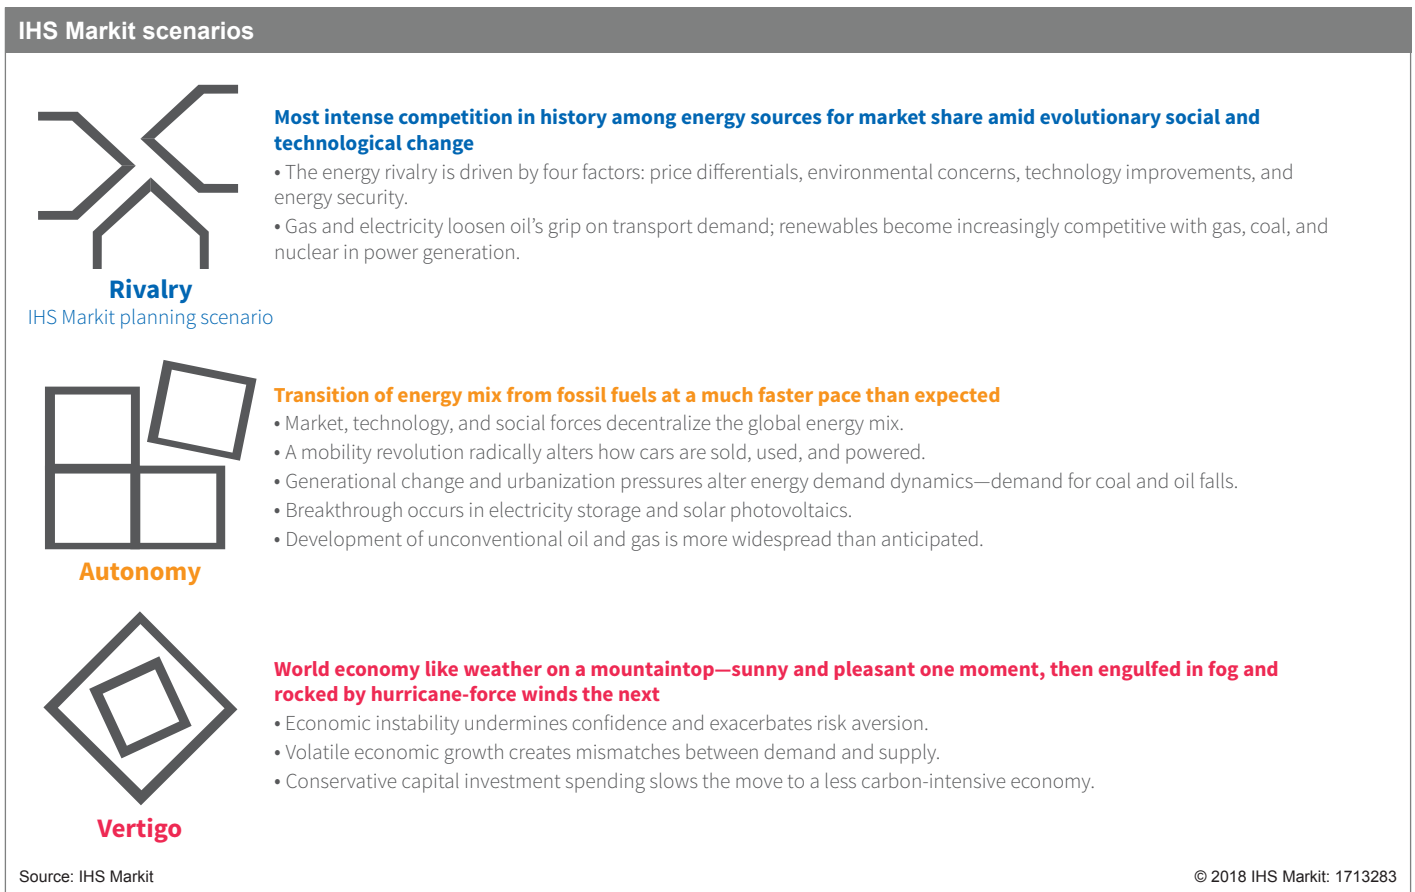 IHS Markit scenarios
Most intense competition in history among energy sources for market share amid evolutionary social and
technological change
• The energy rivalry is driven by four factors: price differentials, environmental concerns, technology improvements, and
energy security.
• Gas and electricity loosen oil’s grip on transport demand; renewables become increasingly competitive with gas, coal, and
nuclear in power generation.
Rivalry
IHS Markit planning scenario
Transition of energy mix from fossil fuels at a much faster pace than expected
• Market, technology, and social forces decentralize the global energy mix.
• A mobility revolution radically alters how cars are sold, used, and powered.
• Generational change and urbanization pressures alter energy demand dynamics—demand for coal and oil falls.
• Breakthrough occurs in electricity storage and solar photovoltaics.
• Development of unconventional oil and gas is more widespread than anticipated.
Autonomy
World economy like weather on a mountaintop—sunny and pleasant one moment, then engulfed in fog and
rocked by hurricane-force winds the next
• Economic instability undermines confidence and exacerbates risk aversion.
• Volatile economic growth creates mismatches between demand and supply.
• Conservative capital investment spending slows the move to a less carbon-intensive economy.
Vertigo
Source: IHS Markit
© 2018 IHS Markit: 1713283